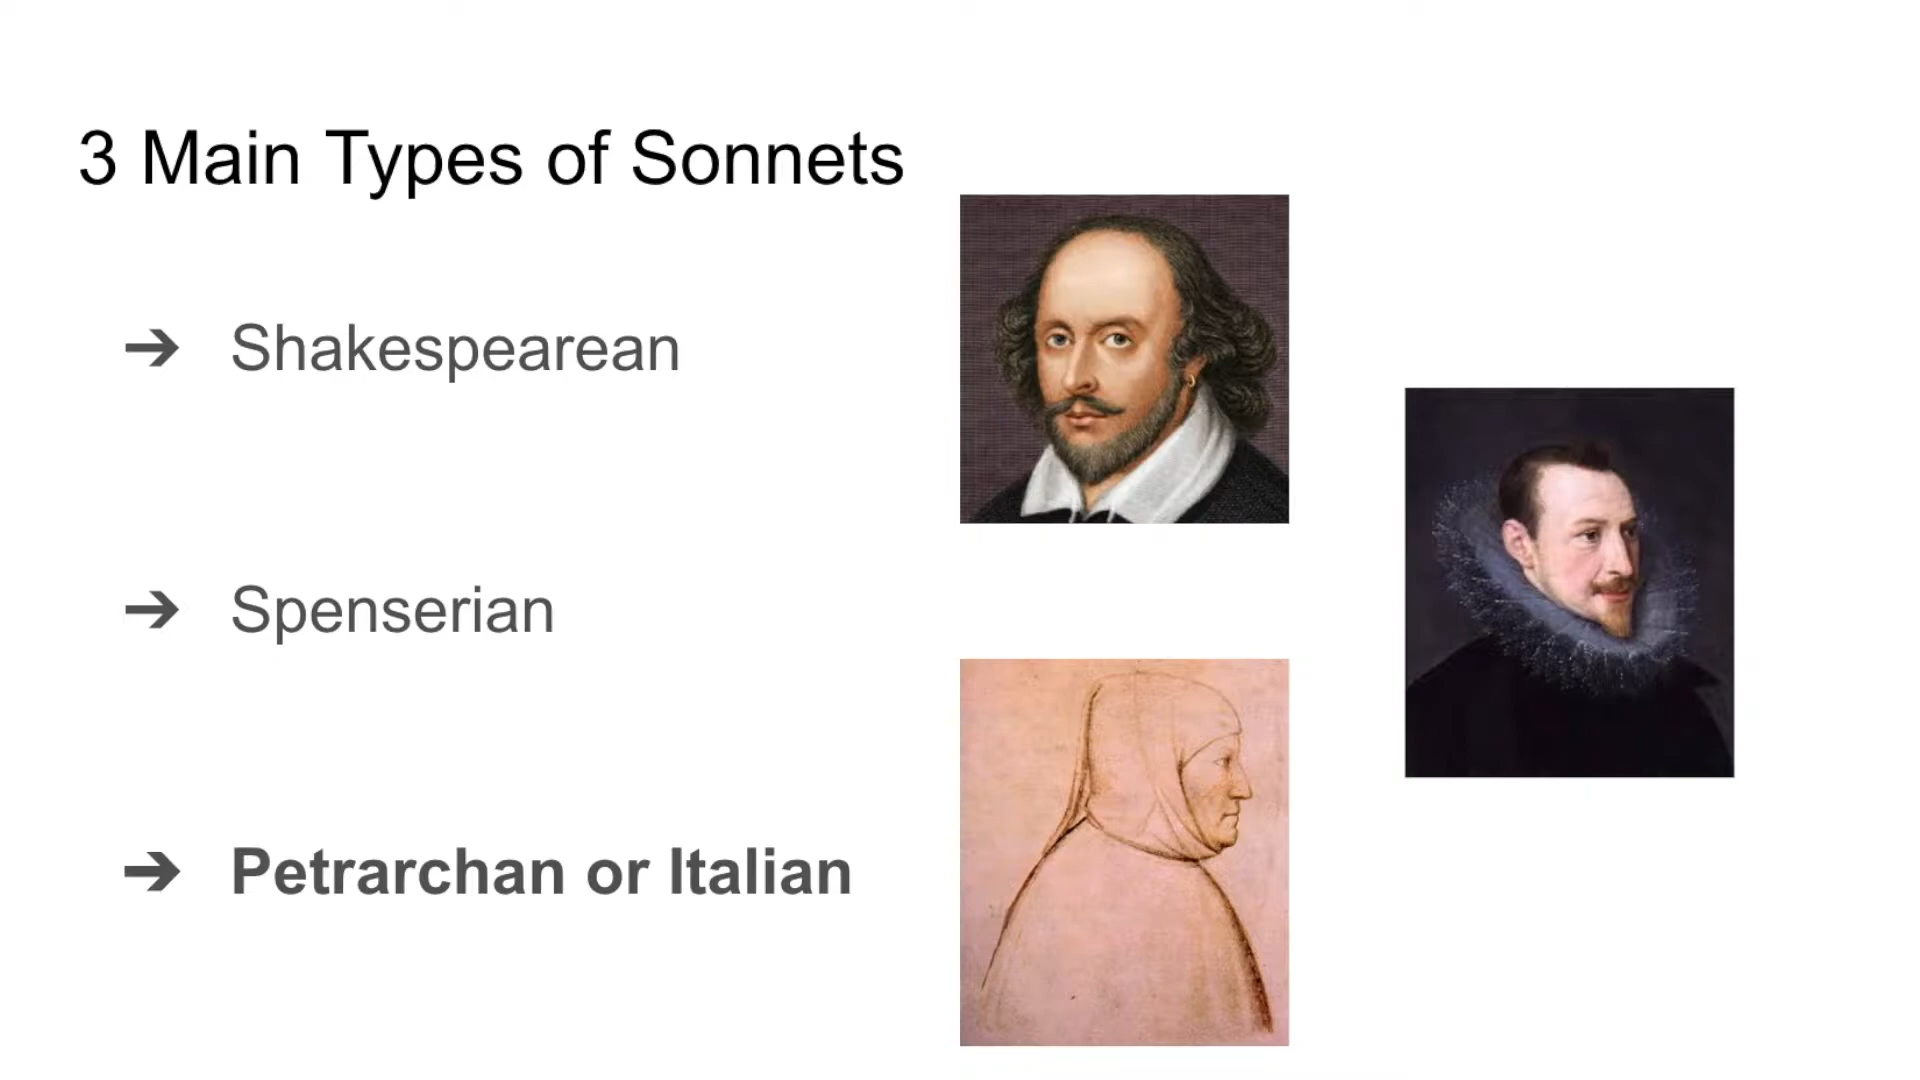 3 Main Types of Sonnets
➔ Shakespearean
➔ Spenserian
➔ Petrarchan or Italian